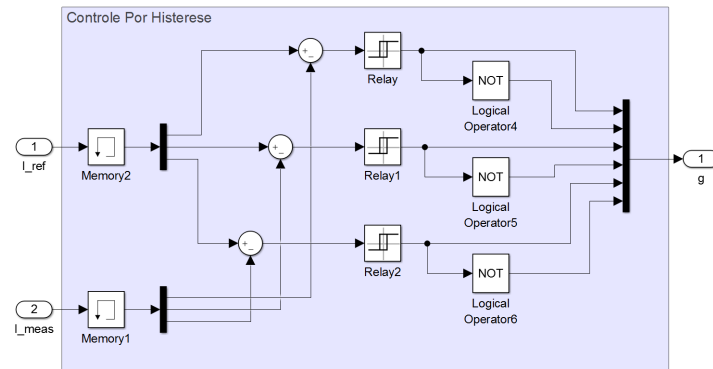 Controle Por Histerese
+
_
Relay
NOT
Logical
Operator4
1
I_ref
Memory2
+
_
Relay1
NOT
Logical
Operator5
1
g
+
_
Relay2
NOT
Logical
Operator6
2
I_meas
Memory1